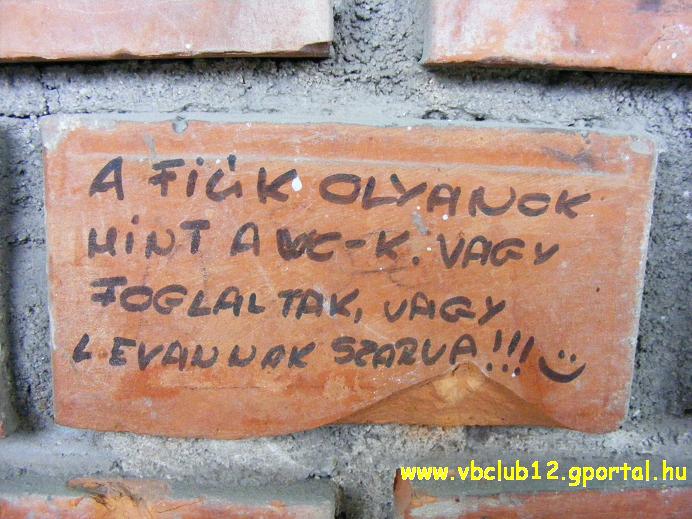 A FIÚK OLYANOK
MINT A WC-K. VAGY
FOGLALTAK, VAGY
LEVANNAK SZARVA!!! :)
www.vbclub12.gportal.hu